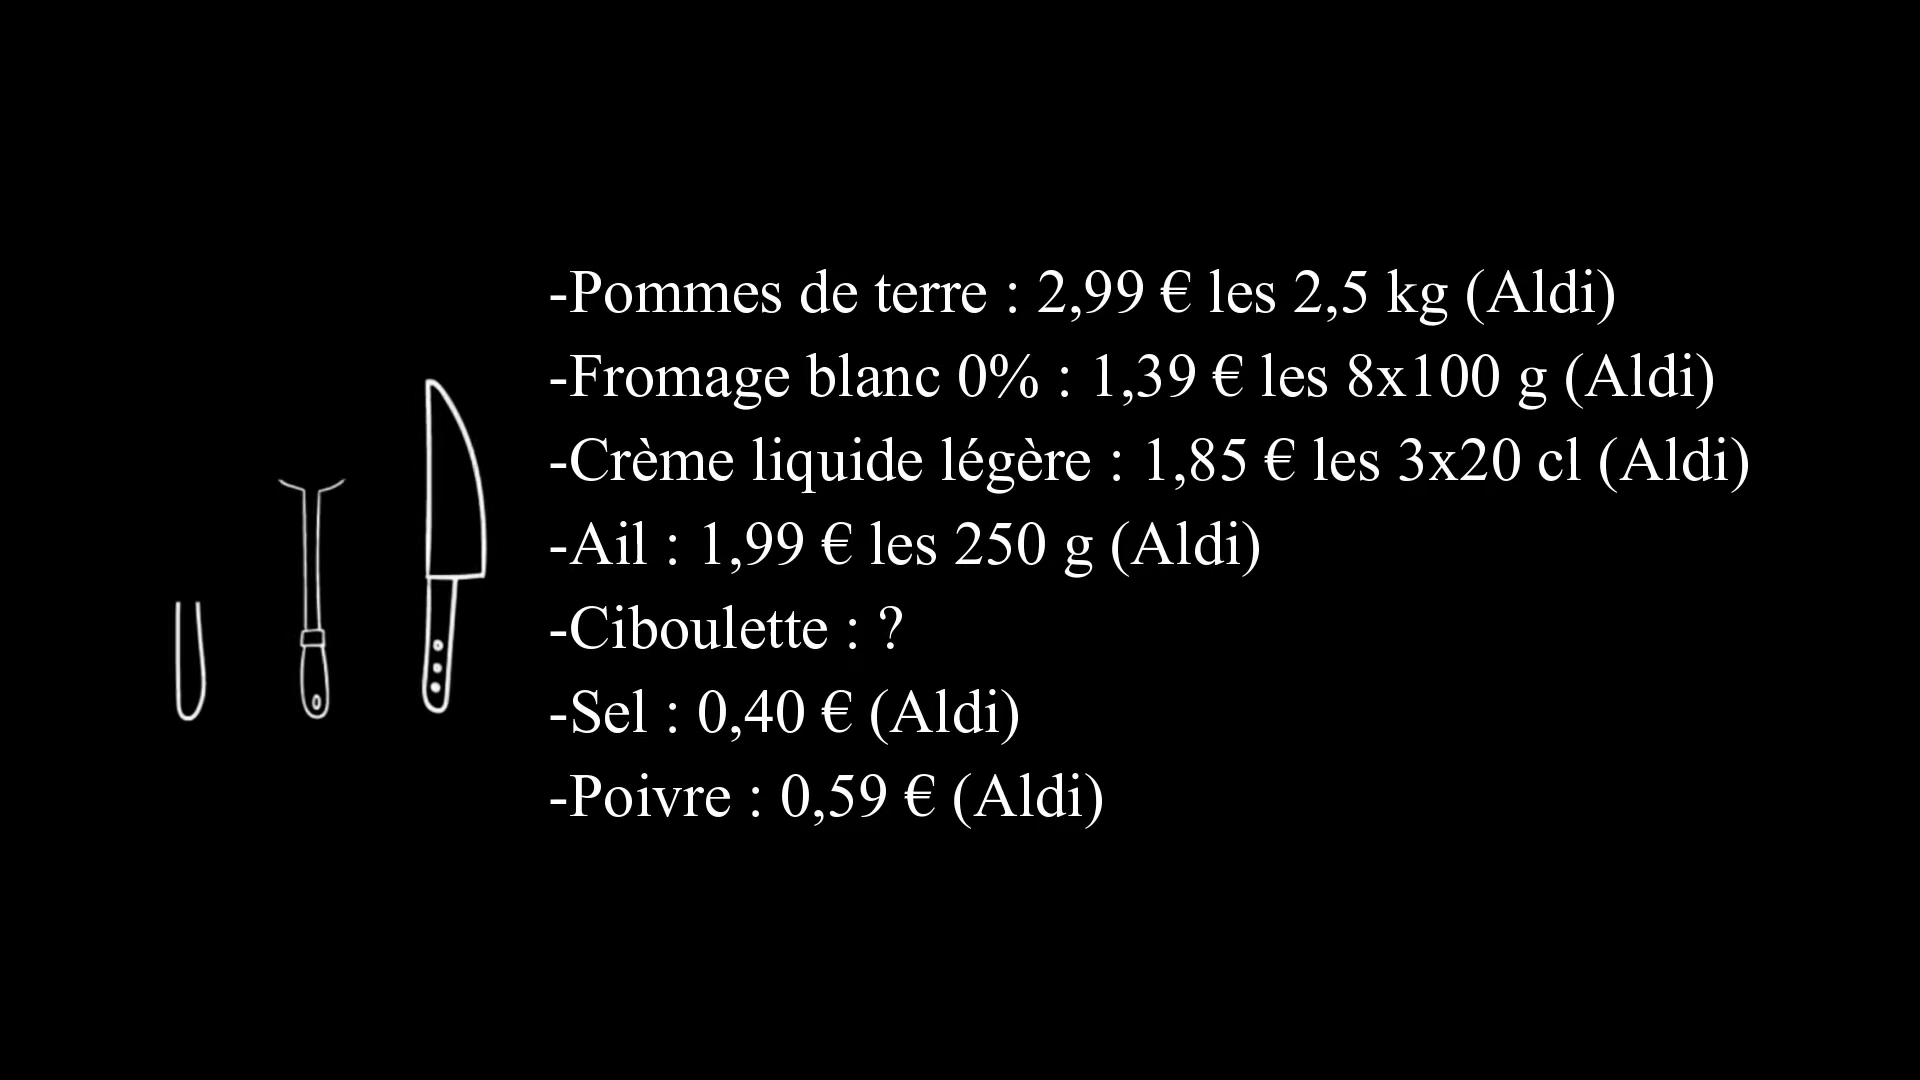 -Pommes de terre : 2,99 € les 2,5 kg (Aldi)
-Fromage blanc 0% : 1,39 € les 8x100 g (Aldi)
-Crème liquide légère : 1,85 € les 3x20 cl (Aldi)
-Ail : 1,99 € les 250 g (Aldi)
-Ciboulette : ?
-Sel : 0,40 € (Aldi)
-Poivre : 0,59 € (Aldi)